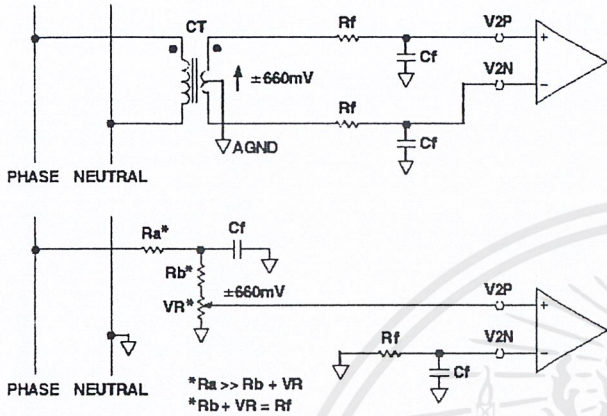 CT
Rf
V2P
+
Cf
±660mV
V2N
Rf
−
AGND
Cf
PHASE NEUTRAL
Ra*
Cf
Rb*
±660mV
VR*
V2P
+
V2N
Rf
−
Cf
PHASE NEUTRAL
*Ra >> Rb + VR
*Rb + VR = Rf